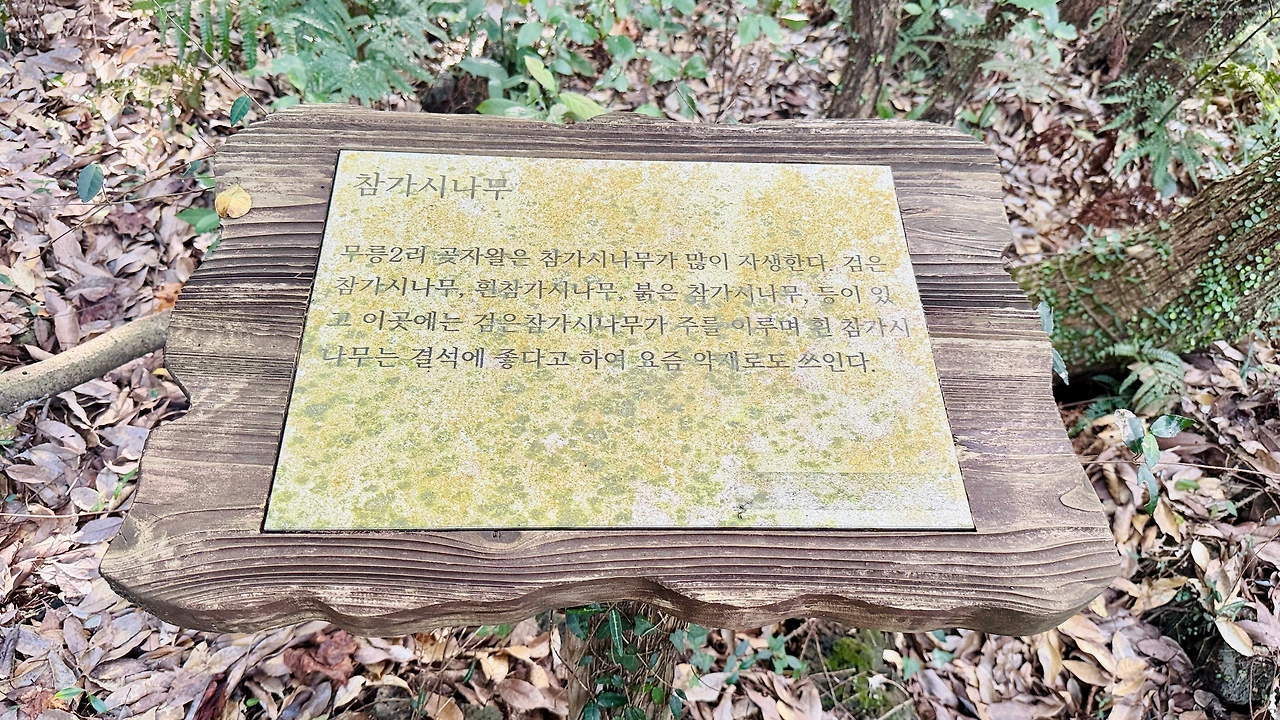 참가시나무
무릉2리 곶자월은 참가시나무가 많이 자생한다. 검은
참가시나무, 흰참가시나무, 붉은 참가시나무, 등이 있
고 이곳에는 검은참가시나무가 주를 이루며 흰 참가시
나무는 결석에 좋다고 하여 요즘 약재로도 쓰인다.